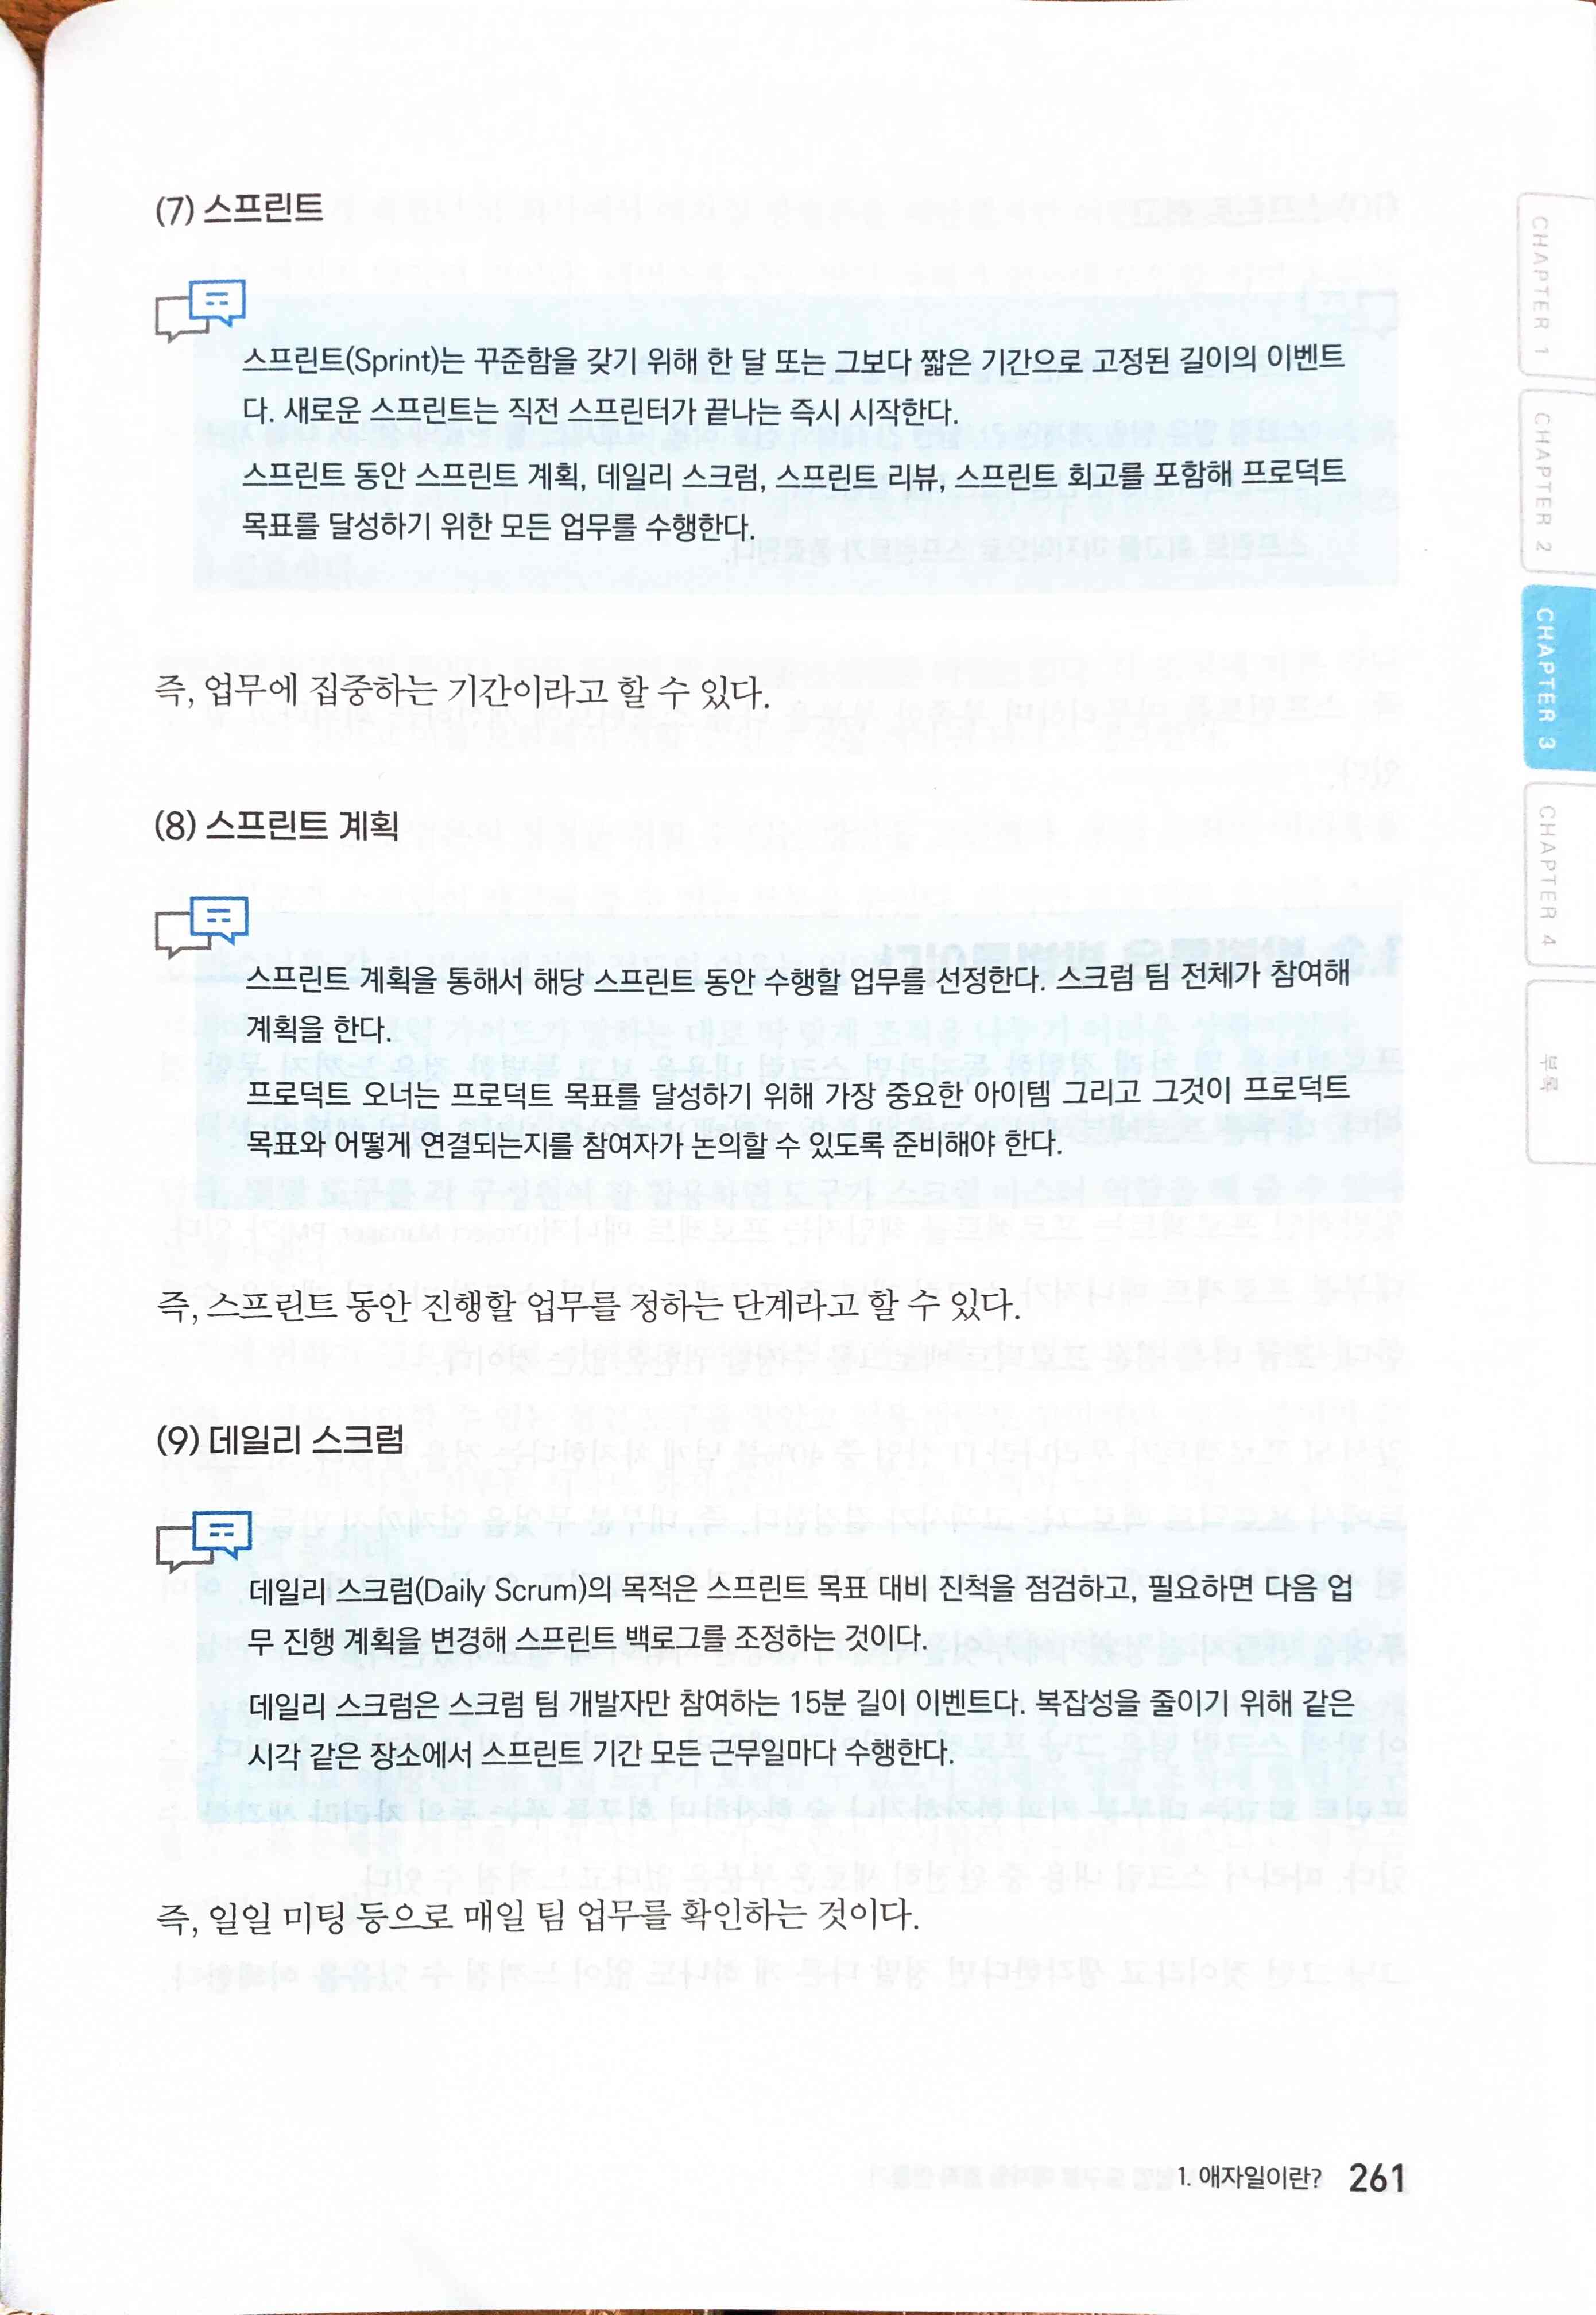 (7) 스프린트
스프린트(Sprint)는 꾸준함을 갖기 위해 한 달 또는 그보다 짧은 기간으로 고정된 길이의 이벤트
다. 새로운 스프린트는 직전 스프린터가 끝나는 즉시 시작한다.
스프린트 동안 스프린트 계획, 데일리 스크럼, 스프린트 리뷰, 스프린트 회고를 포함해 프로덕트
목표를 달성하기 위한 모든 업무를 수행한다.
즉, 업무에 집중하는 기간이라고 할 수 있다.
(8) 스프린트 계획
스프린트 계획을 통해서 해당 스프린트 동안 수행할 업무를 선정한다. 스크럼 팀 전체가 참여해
계획을 한다.
프로덕트 오너는 프로덕트 목표를 달성하기 위해 가장 중요한 아이템 그리고 그것이 프로덕트
목표와 어떻게 연결되는지를 참여자가 논의할 수 있도록 준비해야 한다.
즉, 스프린트 동안 진행할 업무를 정하는 단계라고 할 수 있다.
(9) 데일리 스크럼
데일리 스크럼(Daily Scrum)의 목적은 스프린트 목표 대비 진척을 점검하고, 필요하면 다음 업
무 진행 계획을 변경해 스프린트 백로그를 조정하는 것이다.
데일리 스크럼은 스크럼 팀 개발자만 참여하는 15분 길이 이벤트다. 복잡성을 줄이기 위해 같은
시각 같은 장소에서 스프린트 기간 모든 근무일마다 수행한다.
즉, 일일 미팅 등으로 매일 팀 업무를 확인하는 것이다.
1. 애자일이란? 261
CHAPTER 1
CHAPTER 2
CHAPTER 3
CHAPTER 4
부록